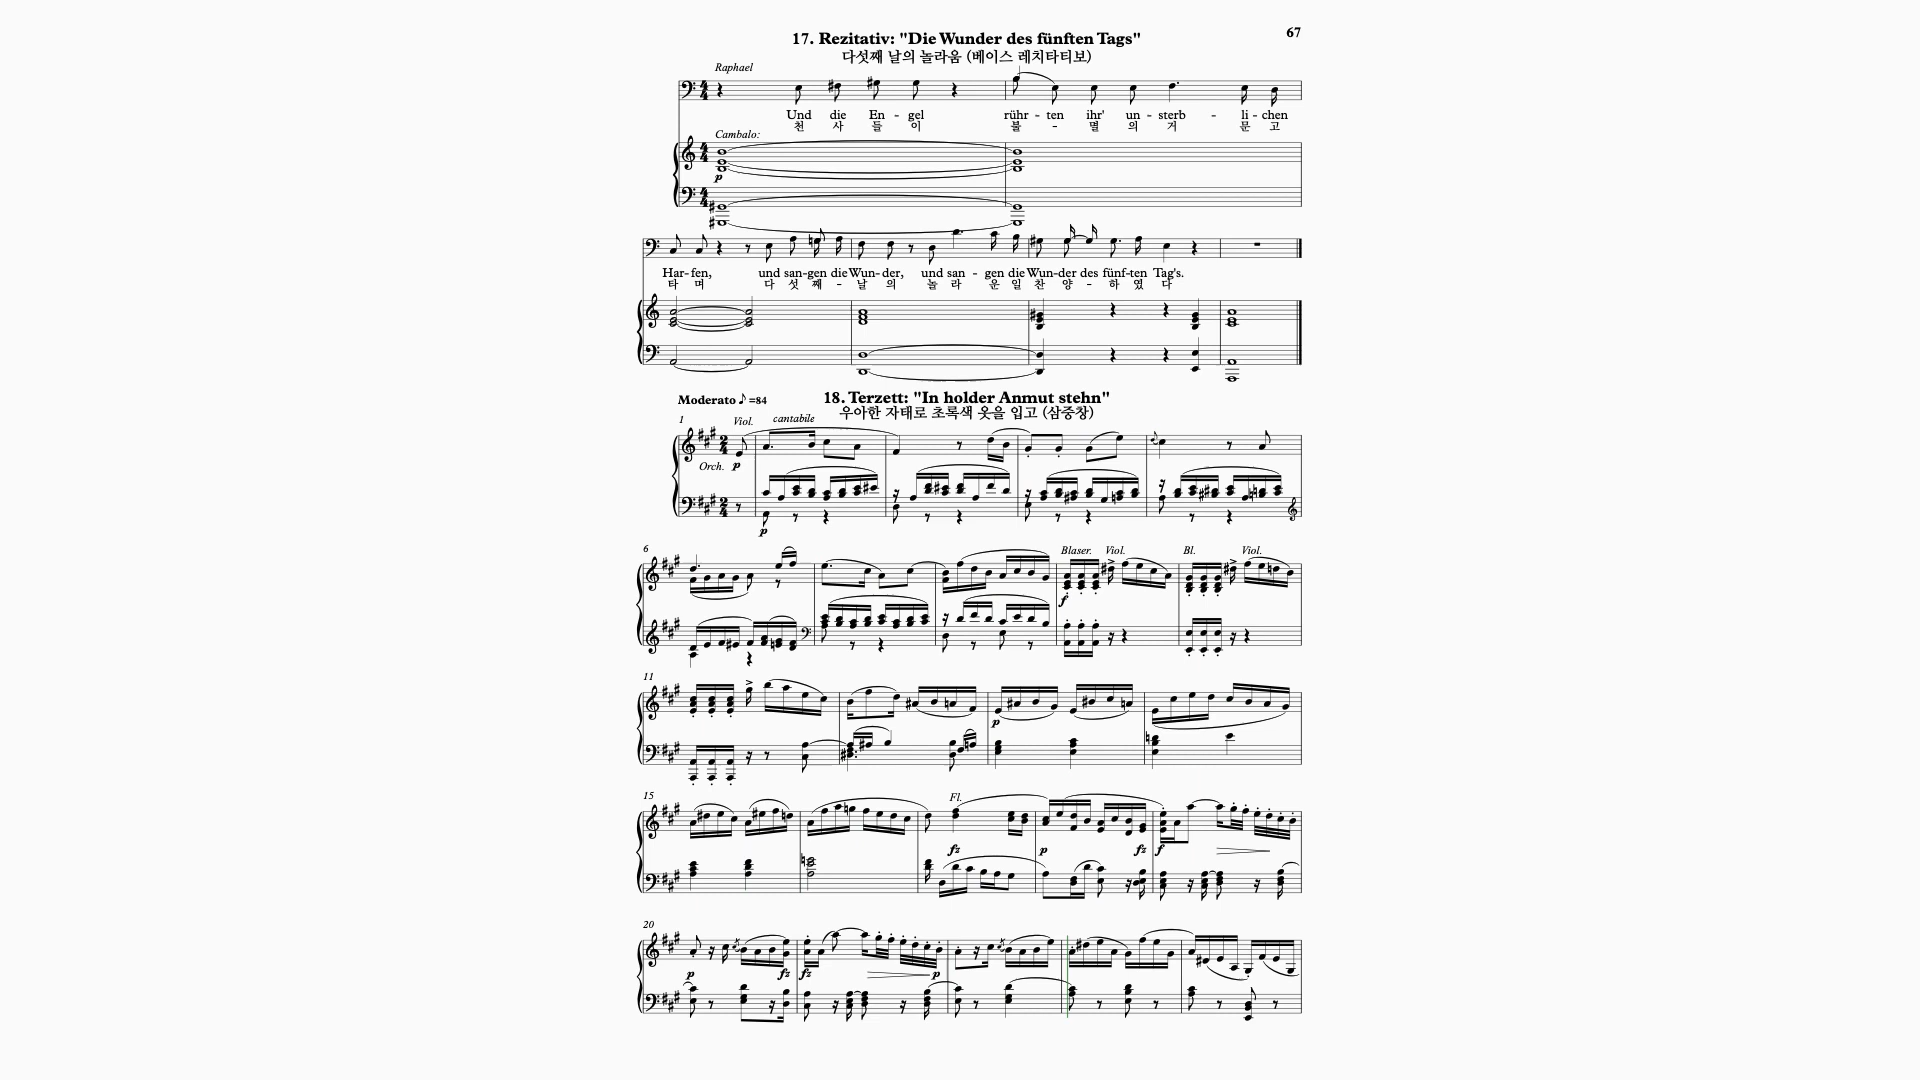 67
17. Rezitativ: "Die Wunder des fünften Tags"
다섯째 날의 놀라움 (베이스 레치타티보)
Raphael
Und die En - gel rühr - ten ihr' un - sterb - li - chen
천 사 들 이 불 - 멸 의 거 문 고
Cambalo:
p
Har- fen, und san-gen die Wun- der, und san - gen die Wun-der des fünf-ten Tag's.
타 며 다 섯 째 - 날 의 놀 라 운 일 찬 양 - 하 였 다
18. Terzett: "In holder Anmut stehn"
Moderato ♪=84
우아한 자태로 초록색 옷을 입고 (삼중창)
1 Viol. cantabile
Orch. p
p
6 Blaser. Viol. Bl. Viol.
f
11
p
15 Fl.
fz p fz f
20
p fz fz p